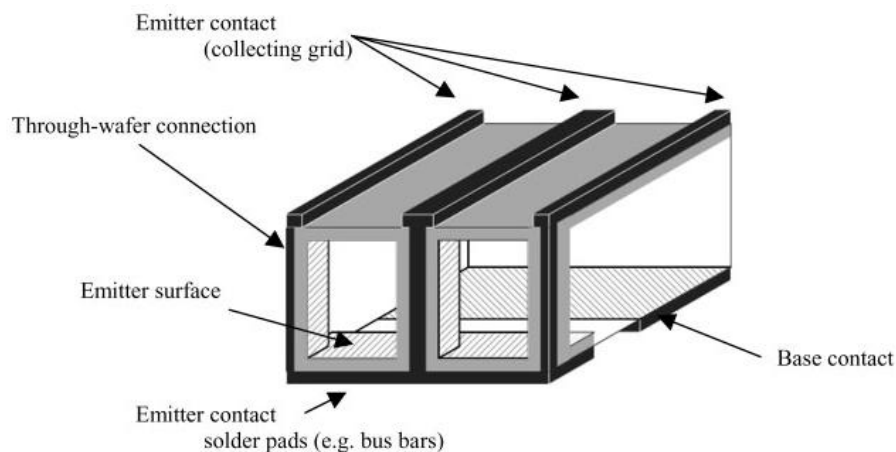 Emitter contact
(collecting grid)
Through-wafer connection
Emitter surface
Base contact
Emitter contact
solder pads (e.g. bus bars)